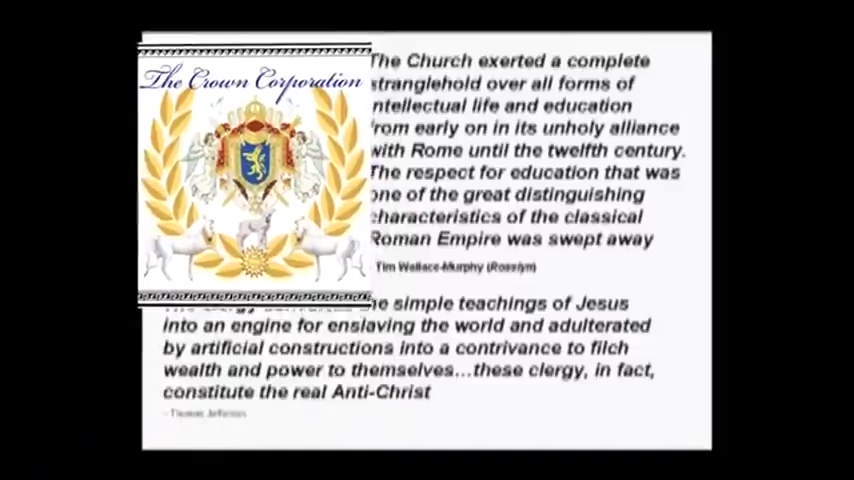 The Crown Corporation
The Church exerted a complete
stranglehold over all forms of
ntellectual life and education
from early on in its unholy alliance
with Rome until the twelfth century.
The respect for education that was
one of the great distinguishing
characteristics of the classical
Roman Empire was swept away
Tim Wallace-Murphy (Rosslyn)
he simple teachings of Jesus
into an engine for enslaving the world and adulterated
by artificial constructions into a contrivance to filch
wealth and power to themselves...these clergy, in fact,
constitute the real Anti-Christ
- Thomas Jefferson